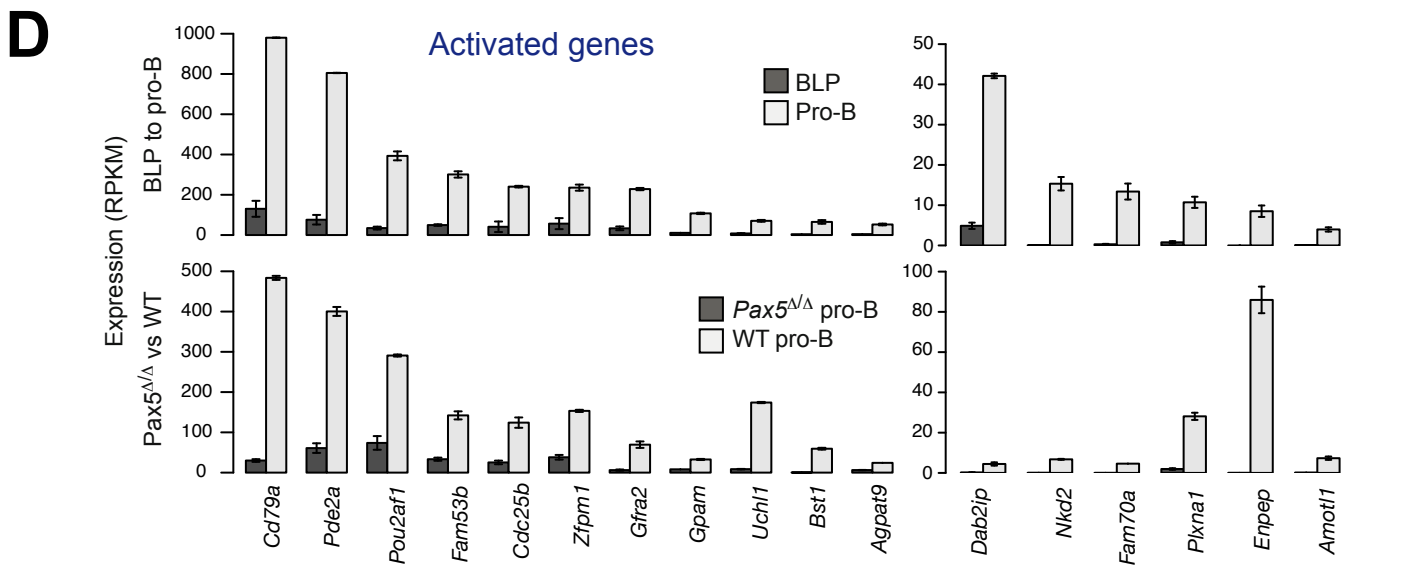 D
Activated genes
Expression (RPKM)
BLP to pro-B
1000
800
600
400
200
0
BLP
Pro-B
50
40
30
20
10
0
Pax5Δ/Δ vs WT
500
400
300
200
100
0
Pax5Δ/Δ pro-B
WT pro-B
100
80
60
40
20
0
Cd79a
Pde2a
Pou2af1
Fam53b
Cdc25b
Zfpm1
Gfra2
Gpam
Uchl1
Bst1
Agpat9
Dab2ip
Nkd2
Fam70a
Plxna1
Enpep
Amotl1